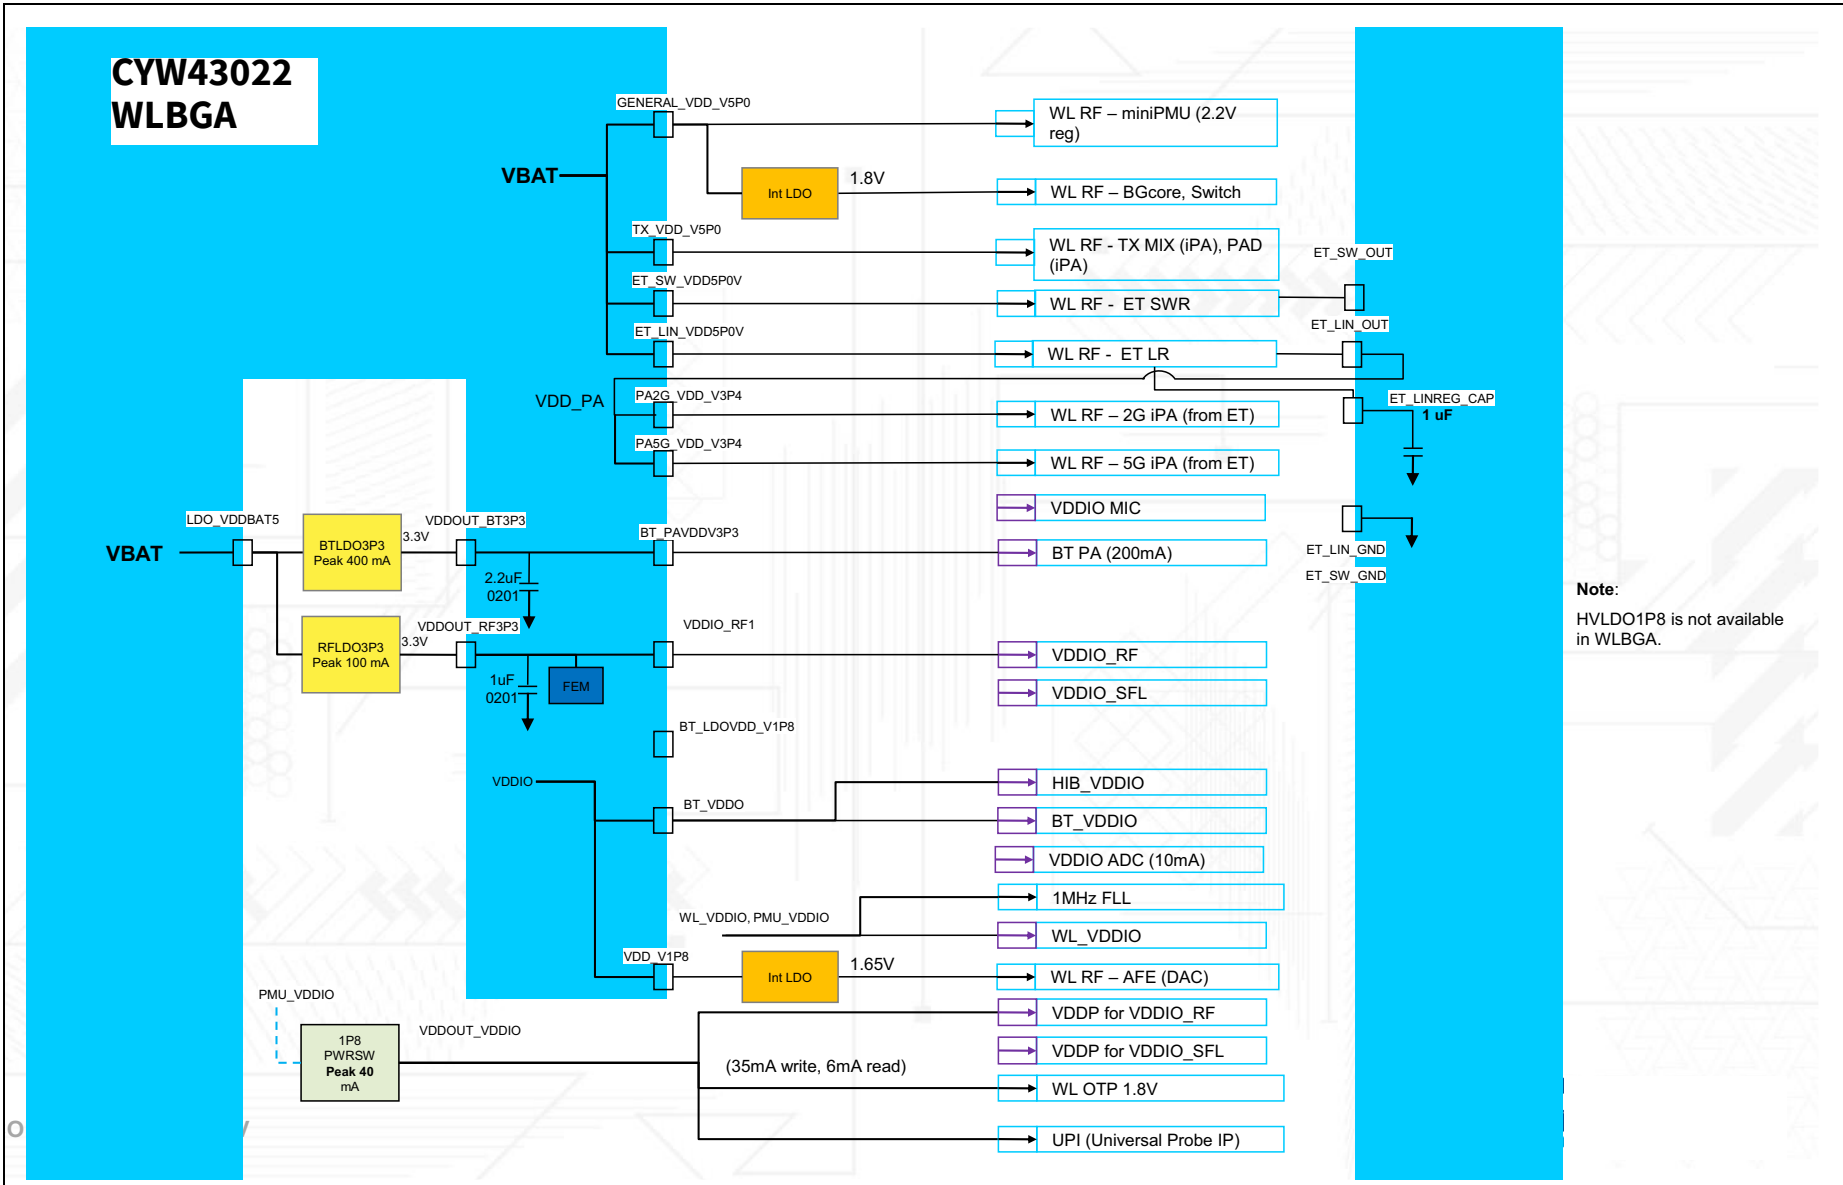 CYW43022
WLBGA
GENERAL_VDD_V5P0
WL RF – miniPMU (2.2V
reg)
VBAT
Int LDO
1.8V
WL RF – BGcore, Switch
TX_VDD_V5P0
WL RF - TX MIX (iPA), PAD
(iPA)
ET_SW_OUT
ET_SW_VDD5P0V
WL RF - ET SWR
ET_LIN_VDD5P0V
ET_LIN_OUT
WL RF - ET LR
VDD_PA
PA2G_VDD_V3P4
WL RF – 2G iPA (from ET)
ET_LINREG_CAP
1 uF
PA5G_VDD_V3P4
WL RF – 5G iPA (from ET)
VDDIO MIC
LDO_VDDBAT5
VBAT
BTLDO3P3
Peak 400 mA
3.3V
VDDOUT_BT3P3
BT_PAVDDV3P3
BT PA (200mA)
ET_LIN_GND
ET_SW_GND
2.2uF
0201
Note:
HVLDO1P8 is not available
in WLBGA.
RFLDO3P3
Peak 100 mA
3.3V
VDDOUT_RF3P3
VDDIO_RF1
VDDIO_RF
1uF
0201
FEM
VDDIO_SFL
BT_LDOVDD_V1P8
VDDIO
HIB_VDDIO
BT_VDDO
BT_VDDIO
VDDIO ADC (10mA)
1MHz FLL
WL_VDDIO, PMU_VDDIO
WL_VDDIO
VDD_V1P8
Int LDO
1.65V
WL RF – AFE (DAC)
PMU_VDDIO
1P8
PWRSW
Peak 40
mA
VDDOUT_VDDIO
VDDP for VDDIO_RF
VDDP for VDDIO_SFL
(35mA write, 6mA read)
WL OTP 1.8V
UPI (Universal Probe IP)